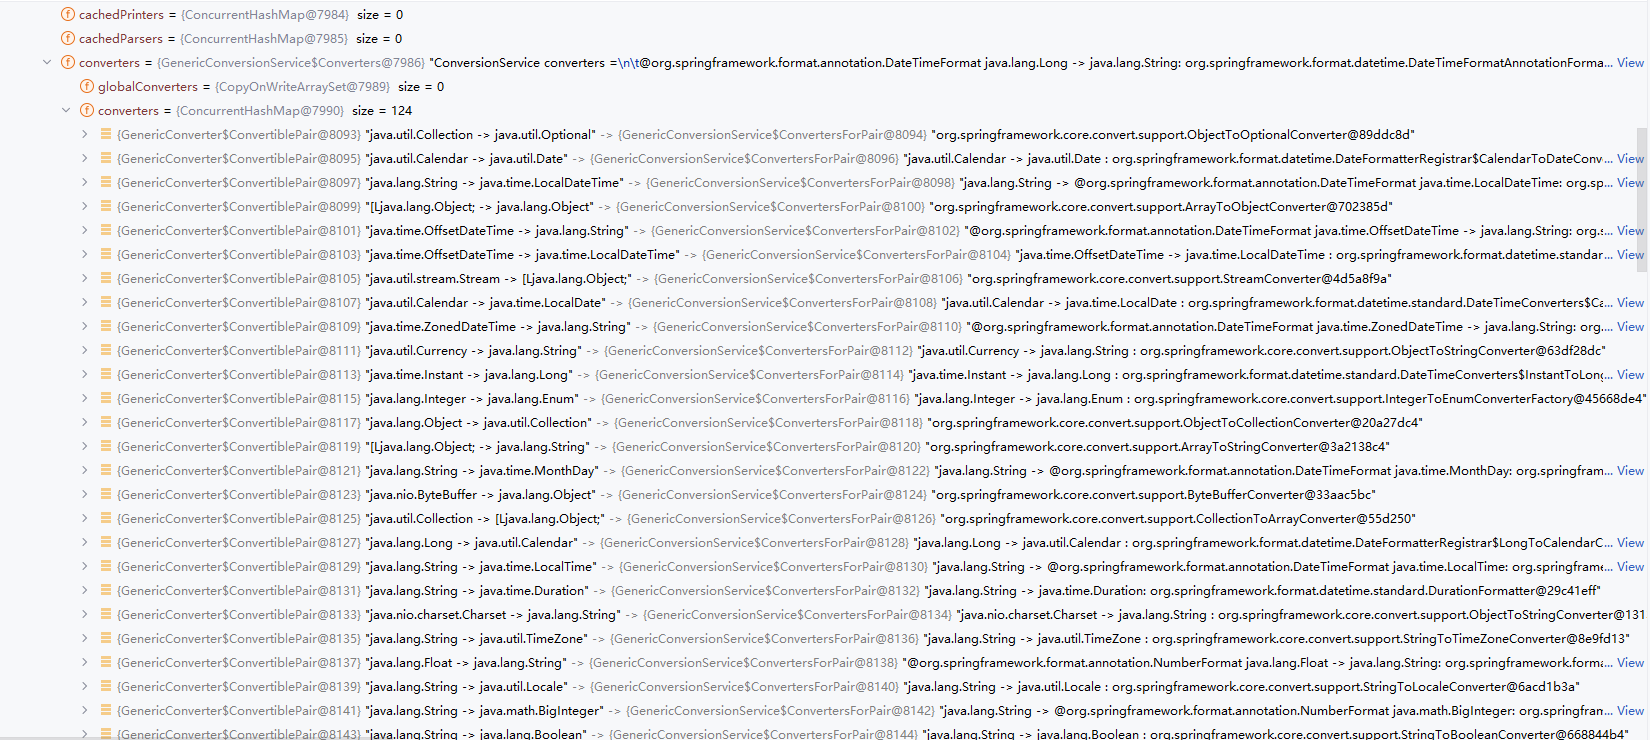 f cachedPrinters = {ConcurrentHashMap@7984} size = 0
f cachedParsers = {ConcurrentHashMap@7985} size = 0
f converters = {GenericConversionService$Converters@7986} "ConversionService converters =\n\t@org.springframework.format.annotation.DateTimeFormat java.lang.Long -> java.lang.String: org.springframework.format.datetime.DateTimeFormatAnnotationForma... View
f globalConverters = {CopyOnWriteArraySet@7989} size = 0
f converters = {ConcurrentHashMap@7990} size = 124
{GenericConverter$ConvertiblePair@8093} "java.util.Collection -> java.util.Optional" -> {GenericConversionService$ConvertersForPair@8094} "org.springframework.core.convert.support.ObjectToOptionalConverter@89ddc8d"
{GenericConverter$ConvertiblePair@8095} "java.util.Calendar -> java.util.Date" -> {GenericConversionService$ConvertersForPair@8096} "java.util.Calendar -> java.util.Date : org.springframework.format.datetime.DateFormatterRegistrar$CalendarToDateConv... View
{GenericConverter$ConvertiblePair@8097} "java.lang.String -> java.time.LocalDateTime" -> {GenericConversionService$ConvertersForPair@8098} "java.lang.String -> @org.springframework.format.annotation.DateTimeFormat java.time.LocalDateTime: org.sp... View
{GenericConverter$ConvertiblePair@8099} "[Ljava.lang.Object; -> java.lang.Object" -> {GenericConversionService$ConvertersForPair@8100} "org.springframework.core.convert.support.ArrayToObjectConverter@702385d"
{GenericConverter$ConvertiblePair@8101} "java.time.OffsetDateTime -> java.lang.String" -> {GenericConversionService$ConvertersForPair@8102} "@org.springframework.format.annotation.DateTimeFormat java.time.OffsetDateTime -> java.lang.String: org.s... View
{GenericConverter$ConvertiblePair@8103} "java.time.OffsetDateTime -> java.time.LocalDateTime" -> {GenericConversionService$ConvertersForPair@8104} "java.time.OffsetDateTime -> java.time.LocalDateTime : org.springframework.format.datetime.standar... View
{GenericConverter$ConvertiblePair@8105} "java.util.stream.Stream -> [Ljava.lang.Object;" -> {GenericConversionService$ConvertersForPair@8106} "org.springframework.core.convert.support.StreamConverter@4d5a8f9a"
{GenericConverter$ConvertiblePair@8107} "java.util.Calendar -> java.time.LocalDate" -> {GenericConversionService$ConvertersForPair@8108} "java.util.Calendar -> java.time.LocalDate : org.springframework.format.datetime.standard.DateTimeConverters$Ca... View
{GenericConverter$ConvertiblePair@8109} "java.time.ZonedDateTime -> java.lang.String" -> {GenericConversionService$ConvertersForPair@8110} "@org.springframework.format.annotation.DateTimeFormat java.time.ZonedDateTime -> java.lang.String: org.... View
{GenericConverter$ConvertiblePair@8111} "java.util.Currency -> java.lang.String" -> {GenericConversionService$ConvertersForPair@8112} "java.util.Currency -> java.lang.String : org.springframework.core.convert.support.ObjectToStringConverter@63df28dc"
{GenericConverter$ConvertiblePair@8113} "java.time.Instant -> java.lang.Long" -> {GenericConversionService$ConvertersForPair@8114} "java.time.Instant -> java.lang.Long : org.springframework.format.datetime.standard.DateTimeConverters$InstantToLong... View
{GenericConverter$ConvertiblePair@8115} "java.lang.Integer -> java.lang.Enum" -> {GenericConversionService$ConvertersForPair@8116} "java.lang.Integer -> java.lang.Enum : org.springframework.core.convert.support.IntegerToEnumConverterFactory@45668de4"
{GenericConverter$ConvertiblePair@8117} "java.lang.Object -> java.util.Collection" -> {GenericConversionService$ConvertersForPair@8118} "org.springframework.core.convert.support.ObjectToCollectionConverter@20a27dc4"
{GenericConverter$ConvertiblePair@8119} "[Ljava.lang.Object; -> java.lang.String" -> {GenericConversionService$ConvertersForPair@8120} "org.springframework.core.convert.support.ArrayToStringConverter@3a2138c4"
{GenericConverter$ConvertiblePair@8121} "java.lang.String -> java.time.MonthDay" -> {GenericConversionService$ConvertersForPair@8122} "java.lang.String -> @org.springframework.format.annotation.DateTimeFormat java.time.MonthDay: org.springfram... View
{GenericConverter$ConvertiblePair@8123} "java.nio.ByteBuffer -> java.lang.Object" -> {GenericConversionService$ConvertersForPair@8124} "org.springframework.core.convert.support.ByteBufferConverter@33aac5bc"
{GenericConverter$ConvertiblePair@8125} "java.util.Collection -> [Ljava.lang.Object;" -> {GenericConversionService$ConvertersForPair@8126} "org.springframework.core.convert.support.CollectionToArrayConverter@55d250"
{GenericConverter$ConvertiblePair@8127} "java.lang.Long -> java.util.Calendar" -> {GenericConversionService$ConvertersForPair@8128} "java.lang.Long -> java.util.Calendar : org.springframework.format.datetime.DateFormatterRegistrar$LongToCalendarC... View
{GenericConverter$ConvertiblePair@8129} "java.lang.String -> java.time.LocalTime" -> {GenericConversionService$ConvertersForPair@8130} "java.lang.String -> @org.springframework.format.annotation.DateTimeFormat java.time.LocalTime: org.springframe... View
{GenericConverter$ConvertiblePair@8131} "java.lang.String -> java.time.Duration" -> {GenericConversionService$ConvertersForPair@8132} "java.lang.String -> java.time.Duration: org.springframework.format.datetime.standard.DurationFormatter@29c41eff"
{GenericConverter$ConvertiblePair@8133} "java.nio.charset.Charset -> java.lang.String" -> {GenericConversionService$ConvertersForPair@8134} "java.nio.charset.Charset -> java.lang.String : org.springframework.core.convert.support.ObjectToStringConverter@131
{GenericConverter$ConvertiblePair@8135} "java.lang.String -> java.util.TimeZone" -> {GenericConversionService$ConvertersForPair@8136} "java.lang.String -> java.util.TimeZone : org.springframework.core.convert.support.StringToTimeZoneConverter@8e9fd13"
{GenericConverter$ConvertiblePair@8137} "java.lang.Float -> java.lang.String" -> {GenericConversionService$ConvertersForPair@8138} "@org.springframework.format.annotation.NumberFormat java.lang.Float -> java.lang.String: org.springframework.forma... View
{GenericConverter$ConvertiblePair@8139} "java.lang.String -> java.util.Locale" -> {GenericConversionService$ConvertersForPair@8140} "java.lang.String -> java.util.Locale : org.springframework.core.convert.support.StringToLocaleConverter@6acd1b3a"
{GenericConverter$ConvertiblePair@8141} "java.lang.String -> java.math.BigInteger" -> {GenericConversionService$ConvertersForPair@8142} "java.lang.String -> @org.springframework.format.annotation.NumberFormat java.math.BigInteger: org.springfram... View
{GenericConverter$ConvertiblePair@8143} "java.lang.String -> java.lang.Boolean" -> {GenericConversionService$ConvertersForPair@8144} "java.lang.String -> java.lang.Boolean : org.springframework.core.convert.support.StringToBooleanConverter@668844b4"